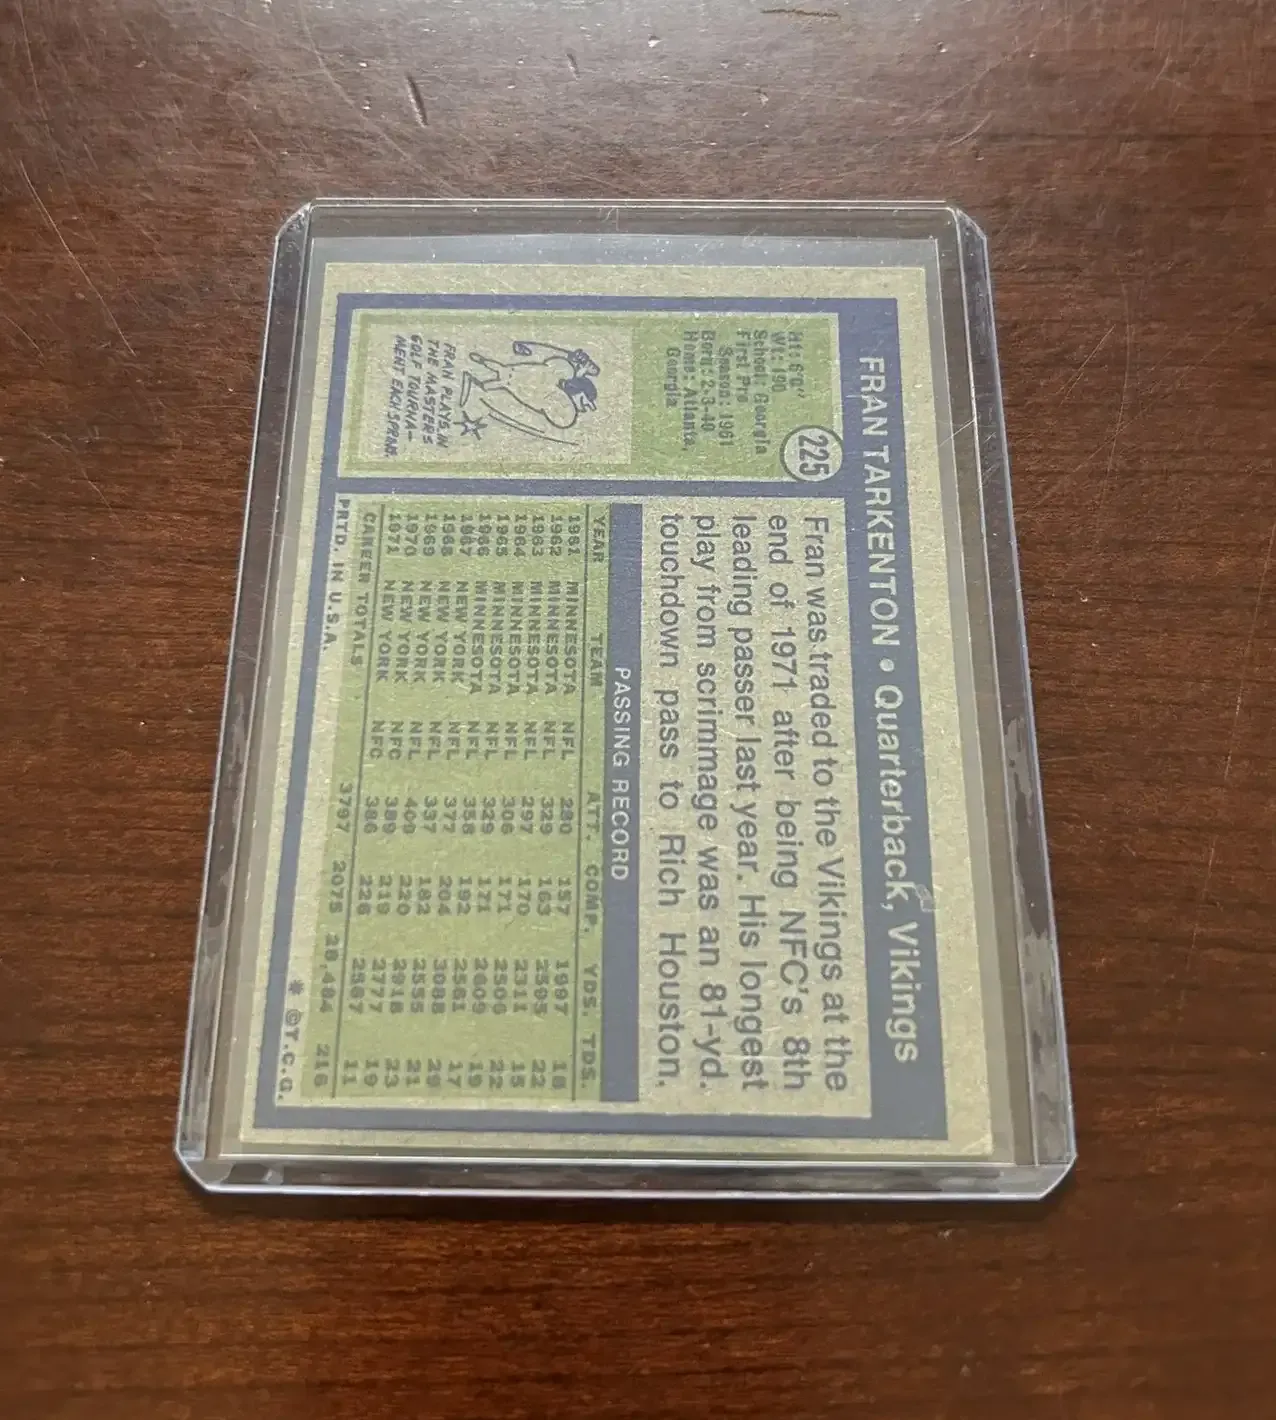 FRAN TARKENTON • Quarterback, Vikings
225
Ht: 6'0"
Wt: 190
School: Georgia
First Pro
Season: 1961
Born: 2-3-40
Home: Atlanta,
Georgia
FRAN PLAYS IN
THE MASTERS
GOLF TOURNA-
MENT EACH SPRING.
Fran was traded to the Vikings at the
end of 1971 after being NFC's 8th
leading passer last year. His longest
play from scrimmage was an 81-yd.
touchdown pass to Rich Houston.
PASSING RECORD
YEAR TEAM ATT. COMP. YDS. TDS.
1961 MINNESOTA NFL 280 157 1997 18
1962 MINNESOTA NFL 329 163 2595 22
1963 MINNESOTA NFL 297 170 2311 15
1964 MINNESOTA NFL 306 171 2506 22
1965 MINNESOTA NFL 329 171 2609 19
1966 MINNESOTA NFL 358 192 2561 17
1967 NEW YORK NFL 377 204 3088 29
1968 NEW YORK NFL 337 182 2555 21
1969 NEW YORK NFL 409 220 2918 23
1970 NEW YORK NFC 389 219 2777 19
1971 NEW YORK NFC 386 226 2567 11
CAREER TOTALS 3797 2075 28,484 216
PRTD. IN U.S.A. * ©T.C.G.